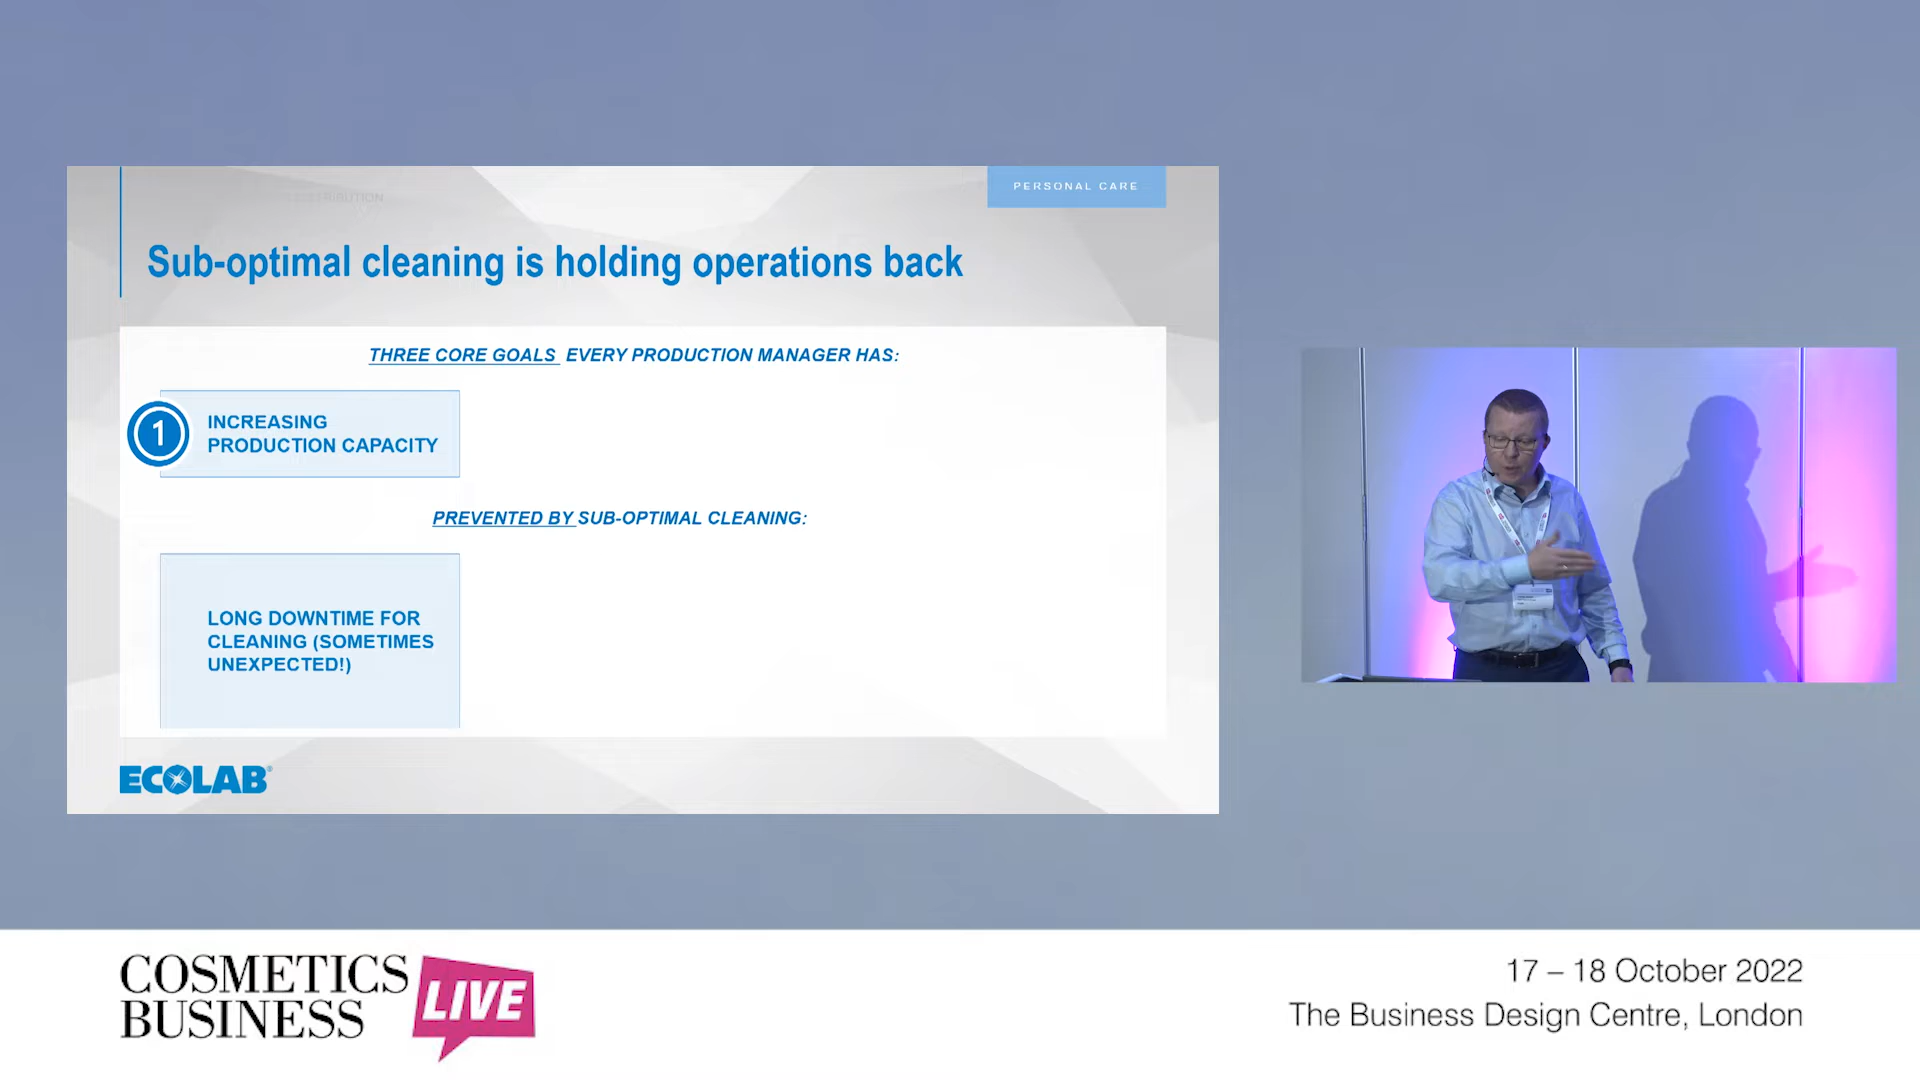 PERSONAL CARE
Sub-optimal cleaning is holding operations back
THREE CORE GOALS EVERY PRODUCTION MANAGER HAS:
1
INCREASING
PRODUCTION CAPACITY
PREVENTED BY SUB-OPTIMAL CLEANING:
LONG DOWNTIME FOR
CLEANING (SOMETIMES
UNEXPECTED!)
ECOLAB®
COSMETICS
BUSINESS
LIVE
17 – 18 October 2022
The Business Design Centre, London